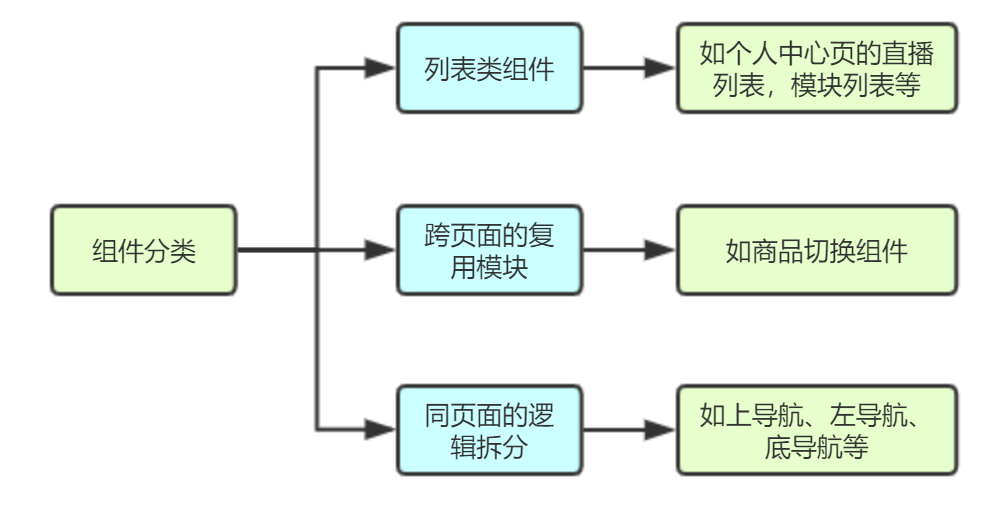 列表类组件
如个人中心页的直播
列表，模块列表等
组件分类
跨页面的复
用模块
如商品切换组件
同页面的逻
辑拆分
如上导航、左导航、
底导航等